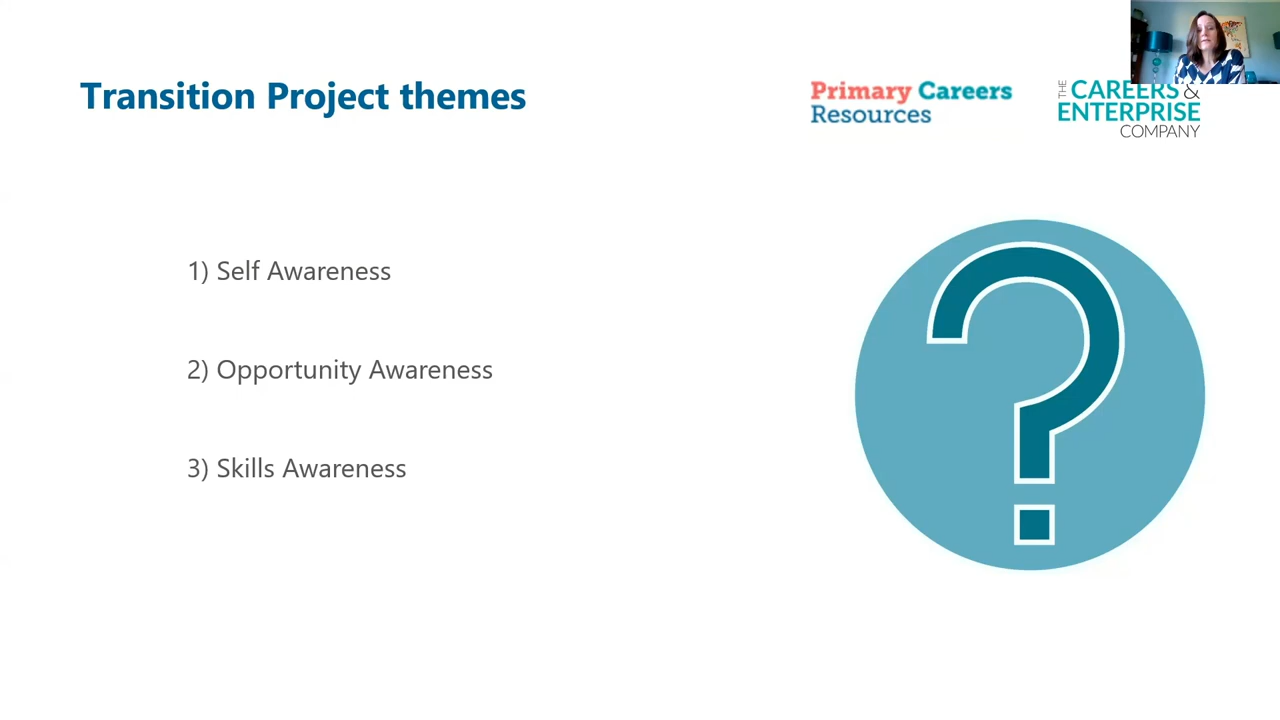 Transition Project themes
Primary Careers
Resources
THE
CAREERS &
ENTERPRISE
COMPANY
1) Self Awareness
2) Opportunity Awareness
3) Skills Awareness
?